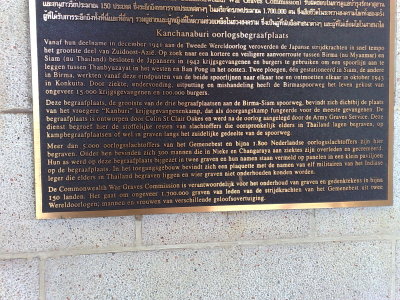 Kanchanaburi oorlogsbegraafplaats
Vanaf hun deelname in december 1941 aan de Tweede Wereldoorlog veroverden de Japanse strijdkrachten in snel tempo
het grootste deel van Zuidoost-Azië. Op zoek naar een kortere en veiligere aanvoerroute tussen Birma (nu Myanmar) en
Siam (nu Thailand) besloten de Japanners in 1942 krijgsgevangenen en burgers te gebruiken om een spoorlijn aan te
leggen tussen Thanbyuzayat in het westen en Ban Pong in het oosten. Twee ploegen, één gestationeerd in Siam, de andere
in Birma, werkten vanaf deze eindpunten van de beide spoorlijnen naar elkaar toe en ontmoetten elkaar in oktober 1943
in Konkuita. Door ziekte, ondervoeding, uitputting en mishandeling heeft de Birmaspoorweg het leven gekost van
ongeveer 15.000 krijgsgevangenen en 100.000 burgers.
Deze begraafplaats, de grootste van de drie begraafplaatsen aan de Birma-Siam spoorweg, bevindt zich dichtbij de plaats
van het vroegere "Kanburi" krijgsgevangenenkamp, dat als doorgangskamp fungeerde voor de meeste gevangenen. De
begraafplaats is ontworpen door Colin St Clair Oakes en werd na de oorlog aangelegd door de Army Graves Service. Deze
dienst begroef hier de stoffelijke resten van slachtoffers die oorspronkelijk elders in Thailand lagen begraven, op
kampbegraafplaatsen of wel in graven langs het zuidelijke gedeelte van de spoorweg.
Meer dan 5.000 oorlogsslachtoffers van het Gemenebest en bijna 1.800 Nederlandse oorlogsslachtoffers zijn hier
begraven. Onder hen bevinden zich 300 mannen die in Nieke en Changaraya aan ziekten zijn overleden en gecremeerd.
Hun as werd op deze begraafplaats bijgezet in twee graven en hun namen staan vermeld op panelen in een klein paviljoen
op de begraafplaats. In het toegangsgebouw bevindt zich een plaquette met de namen van elf militairen van het Indiase
leger die elders in Thailand begraven liggen en wier graven niet onderhouden konden worden.
De Commonwealth War Graves Commission is verantwoordelijk voor het onderhoud van graven en gedenktekens in bijna
150 landen. Het gaat om ongeveer 1.700.000 graven van leden van de strijdkrachten van het Gemenebest uit twee
Wereldoorlogen; mannen en vrouwen van verschillende geloofsovertuiging.